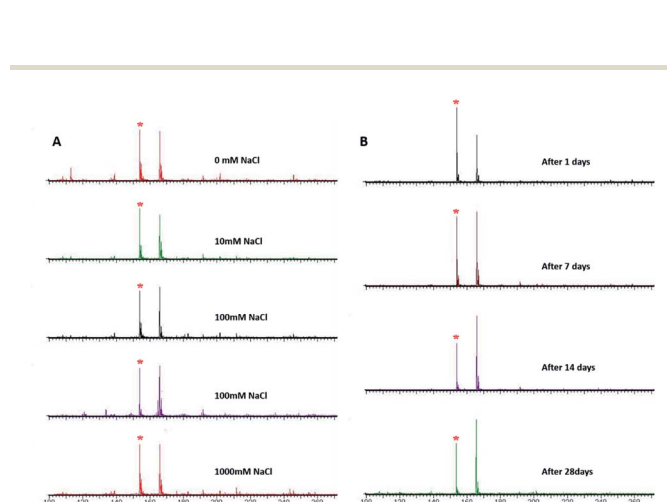 A
*
0 mM NaCl
*
10mM NaCl
*
100mM NaCl
*
100mM NaCl
*
1000mM NaCl
B
*
After 1 days
*
After 7 days
*
After 14 days
*
After 28days